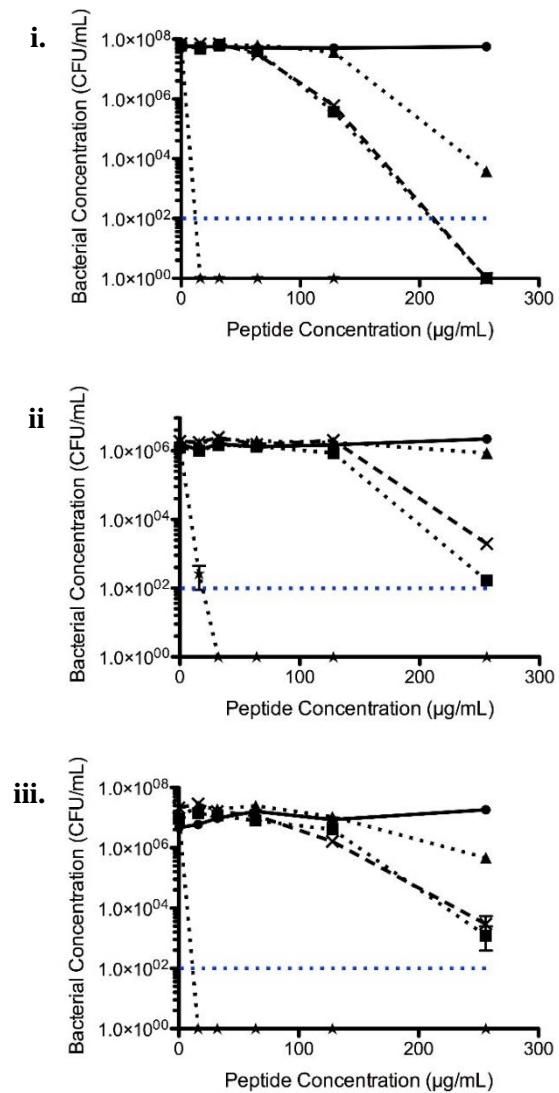 i.
Bacterial Concentration (CFU/mL)
1.0×10⁰⁸
1.0×10⁰⁶
1.0×10⁰⁴
1.0×10⁰²
1.0×10⁰⁰
0 100 200 300
Peptide Concentration (µg/mL)
ii
Bacterial Concentration (CFU/mL)
1.0×10⁰⁶
1.0×10⁰⁴
1.0×10⁰²
1.0×10⁰⁰
0 100 200 300
Peptide Concentration (µg/mL)
iii.
Bacterial Concentration (CFU/mL)
1.0×10⁰⁸
1.0×10⁰⁶
1.0×10⁰⁴
1.0×10⁰²
1.0×10⁰⁰
0 100 200 300
Peptide Concentration (µg/mL)